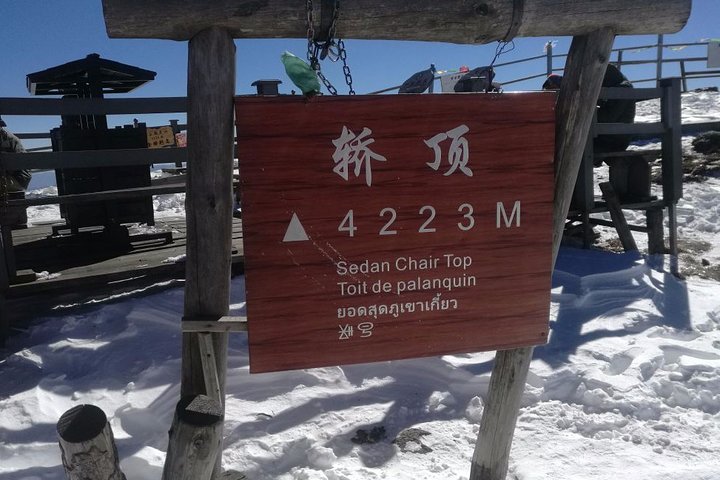 轿顶
▲ 4223M
Sedan Chair Top
Toit de palanquin
ยอดสุดภูเขาเกี้ยว